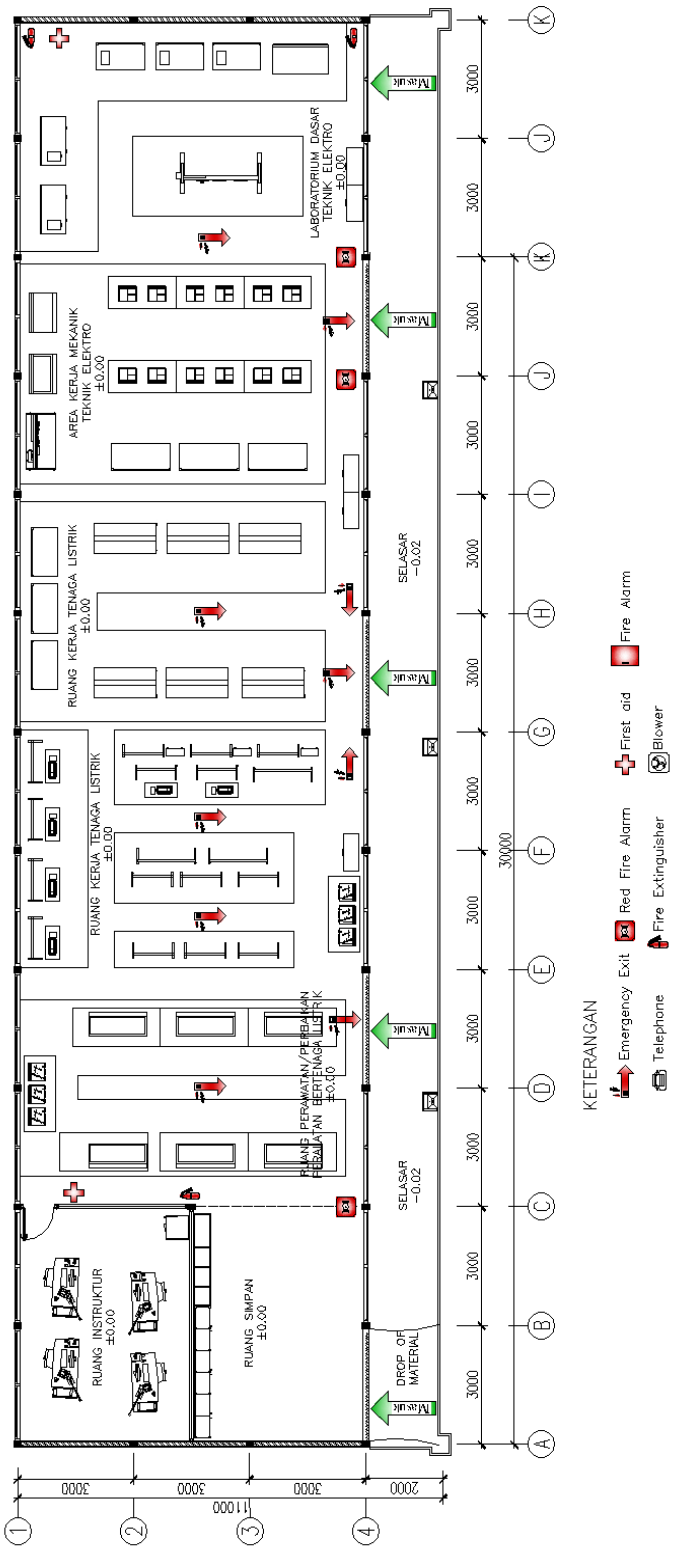 1
2
3
4
3000
3000
3000
2000
11000
RUANG INSTRUKTUR
±0.00
RUANG SIMPAN
±0.00
RUANG PERAWATAN/PERBAIKAN
PERALATAN BERTENAGA LISTRIK
±0.00
RUANG KERJA TENAGA LISTRIK
±0.00
RUANG KERJA TENAGA LISTRIK
±0.00
AREA KERJA MEKANIK
TEKNIK ELEKTRO
±0.00
LABORATORIUM DASAR
TEKNIK ELEKTRO
±0.00
DROP OF
MATERIAL
SELASAR
-0.02
SELASAR
-0.02
Masuk
Masuk
Masuk
Masuk
Masuk
3000
3000
3000
3000
3000
3000
3000
3000
3000
3000
3000
3000
30000
A
B
C
D
E
F
G
H
I
J
K
J
K
KETERANGAN
Emergency Exit
Red Fire Alarm
First aid
Fire Alarm
Telephone
Fire Extinguisher
Blower